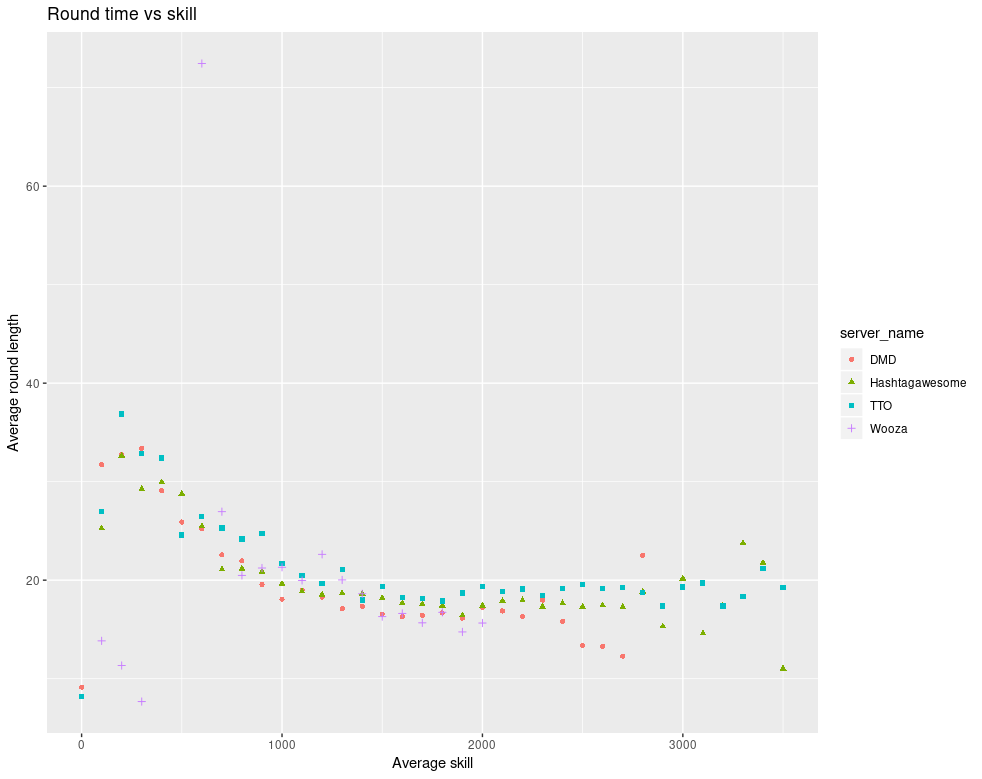 Round time vs skill
Average round length
60
40
20
0
1000
2000
3000
Average skill
server_name
DMD
Hashtagawesome
TTO
Wooza